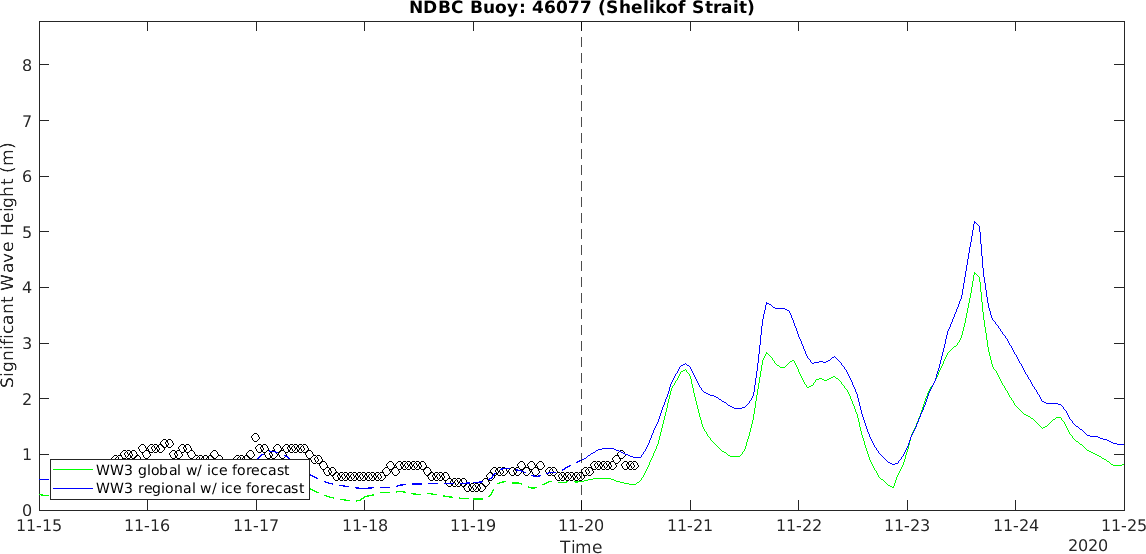 NDBC Buoy: 46077 (Shelikof Strait)
Significant Wave Height (m)
8
7
6
5
4
3
2
1
0
WW3 global w/ ice forecast
WW3 regional w/ ice forecast
11-15 11-16 11-17 11-18 11-19 11-20 11-21 11-22 11-23 11-24 11-25
Time
2020